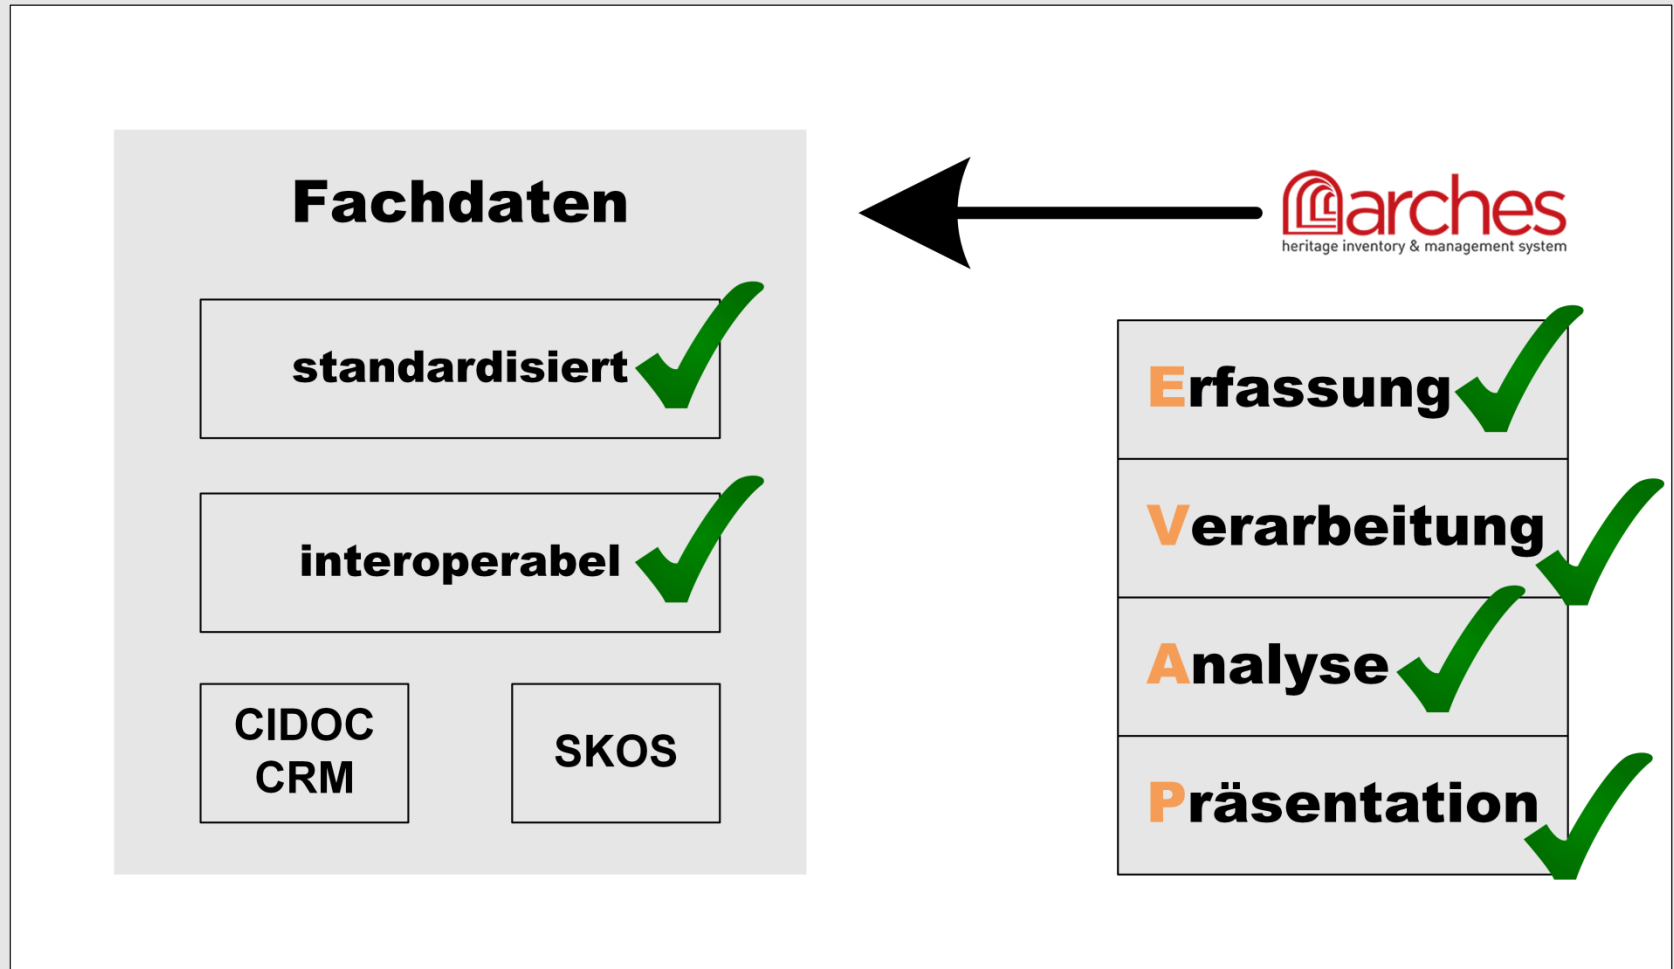 Fachdaten
standardisiert
interoperabel
CIDOC
CRM
SKOS
arches
heritage inventory & management system
Erfassung
Verarbeitung
Analyse
Präsentation